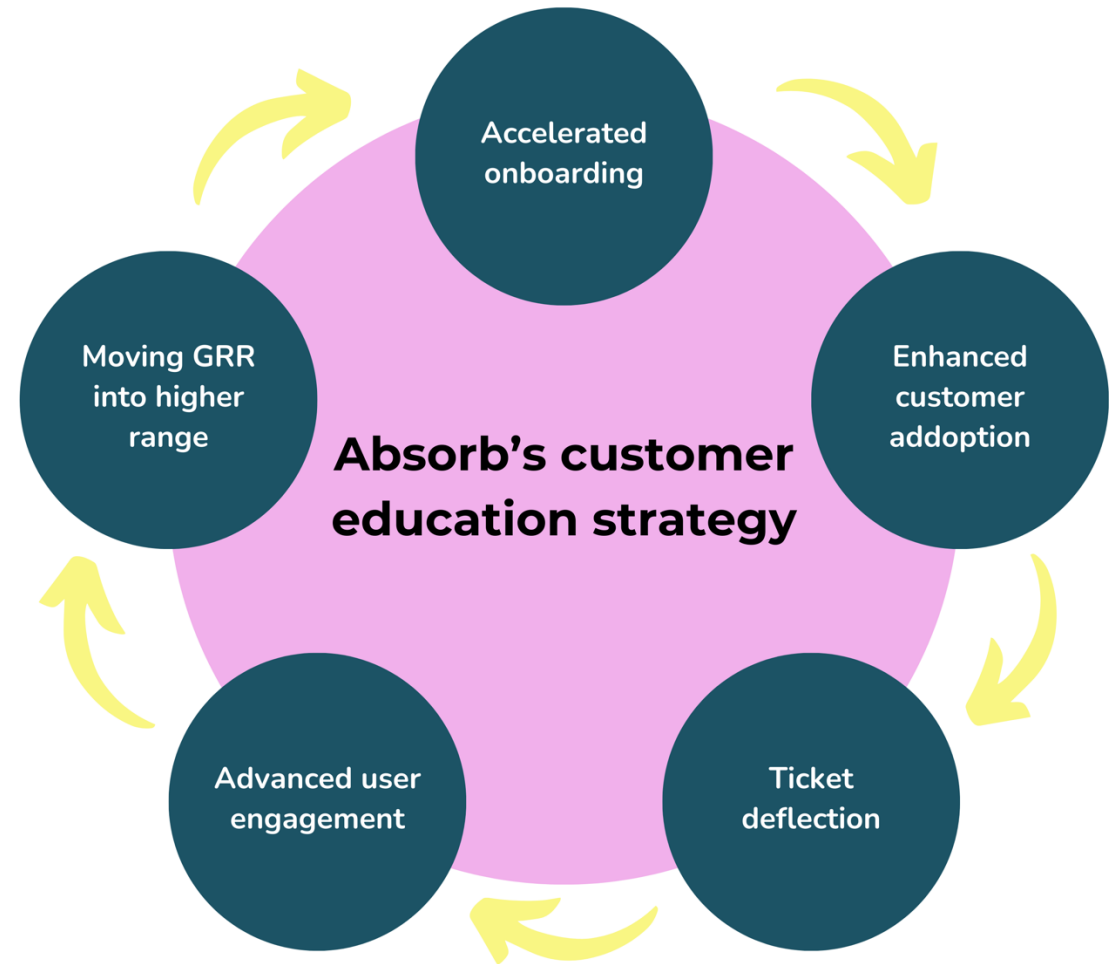 Accelerated
onboarding
Enhanced
customer
addoption
Ticket
deflection
Advanced user
engagement
Moving GRR
into higher
range
Absorb’s customer
education strategy